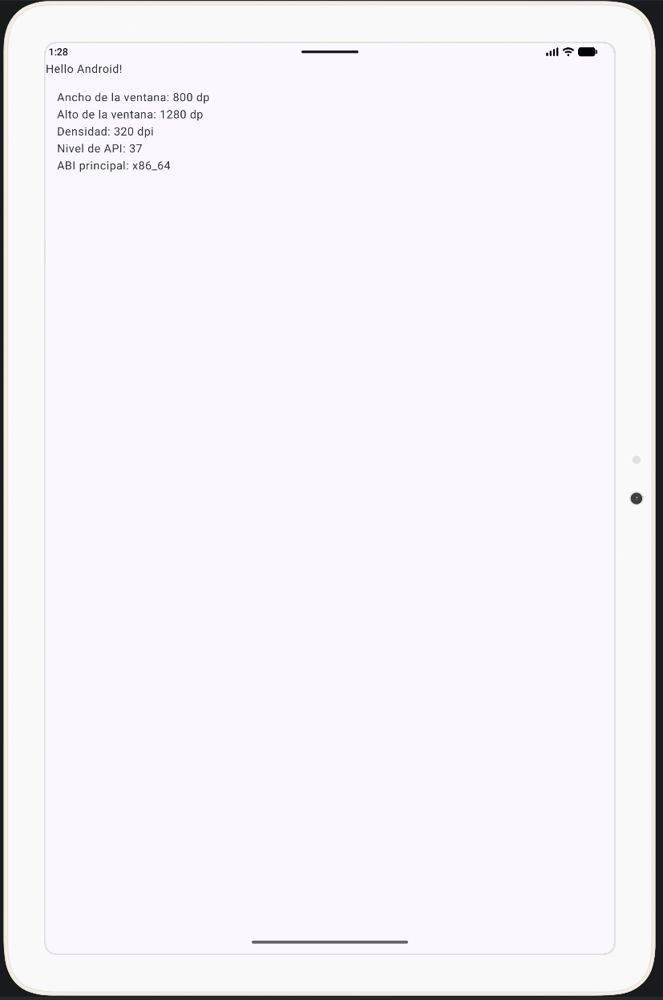 1:28
Hello Android!
Ancho de la ventana: 800 dp
Alto de la ventana: 1280 dp
Densidad: 320 dpi
Nivel de API: 37
ABI principal: x86_64